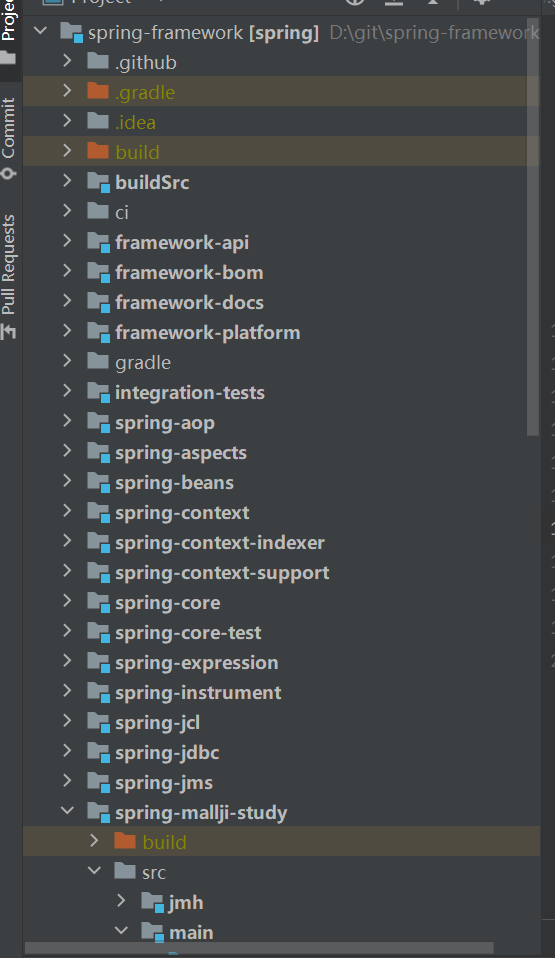 Project
spring-framework [spring] D:\git\spring-framework
.github
.gradle
.idea
build
buildSrc
ci
framework-api
framework-bom
framework-docs
framework-platform
gradle
integration-tests
spring-aop
spring-aspects
spring-beans
spring-context
spring-context-indexer
spring-context-support
spring-core
spring-core-test
spring-expression
spring-instrument
spring-jcl
spring-jdbc
spring-jms
spring-mallji-study
build
src
jmh
main
Project
Commit
Pull Requests